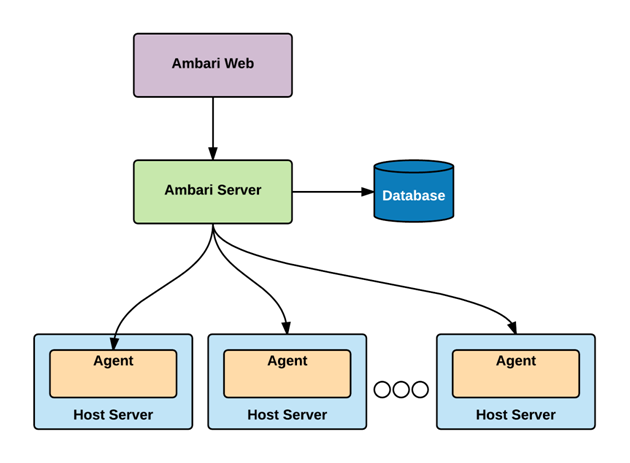 Ambari Web
Ambari Server
Database
Agent
Host Server
Agent
Host Server
Agent
Host Server